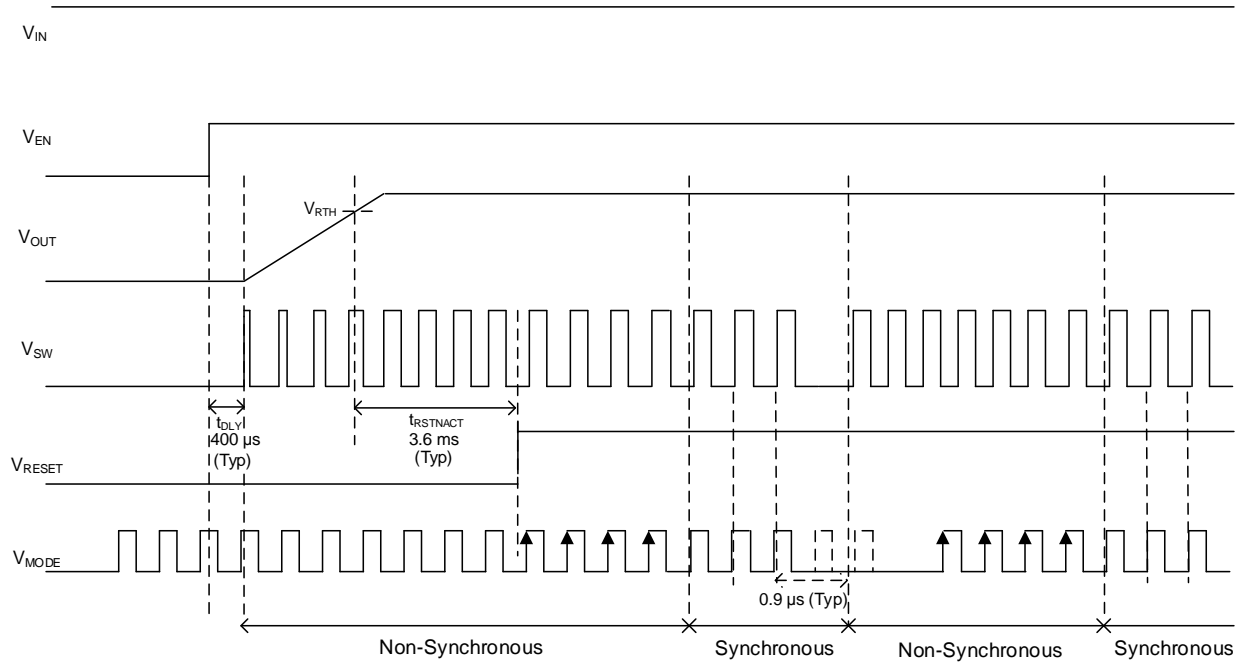 VIN
VEN
VRTH
VOUT
VSW
tDLY
400 µs
(Typ)
tRSTNACT
3.6 ms
(Typ)
VRESET
VMODE
0.9 µs (Typ)
Non-Synchronous
Synchronous
Non-Synchronous
Synchronous